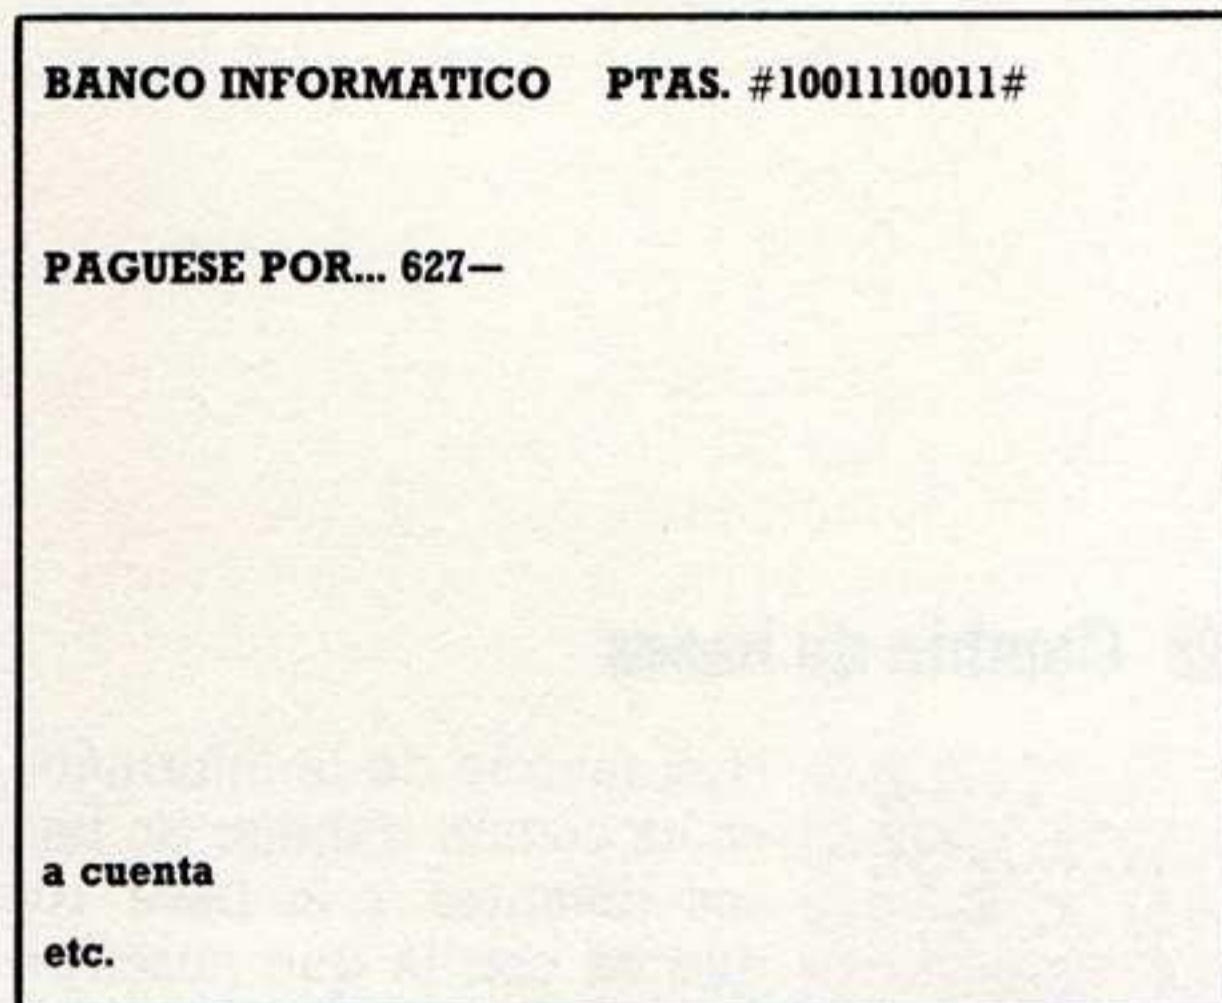 BANCO INFORMATICO PTAS. #1001110011#
PAGUESE POR... 627—
a cuenta
etc.